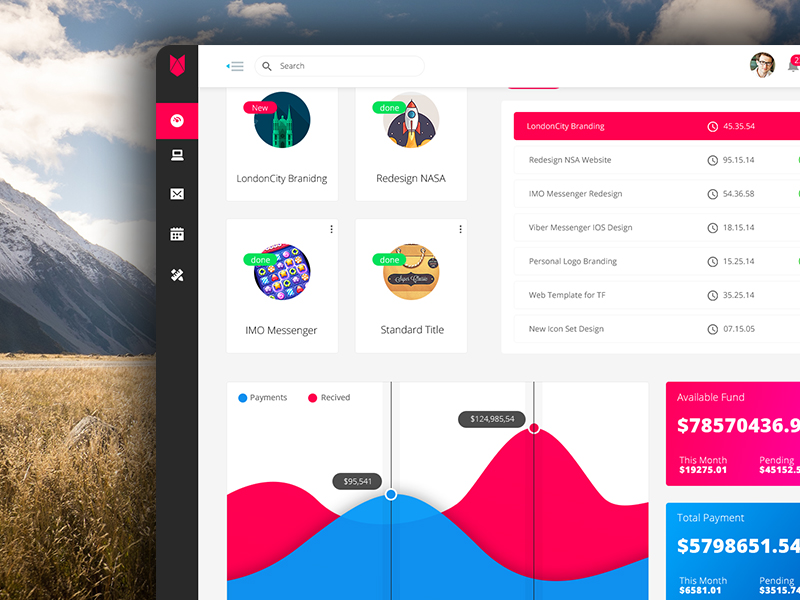 Search
23
New
LondonCity Branidng
done
Redesign NASA
done
IMO Messenger
done
Standard Title
LondonCity Branding 45.35.54
Redesign NSA Website 95.15.14
IMO Messenger Redesign 54.36.58
Viber Messenger IOS Design 18.15.14
Personal Logo Branding 15.25.14
Web Template for TF 35.25.14
New Icon Set Design 07.15.05
Payments Recived
$124,985,54
$95,541
Available Fund
$78570436.9
This Month Pending
$19275.01 $45152.5
Total Payment
$5798651.54
This Month Pending
$6581.01 $3515.74